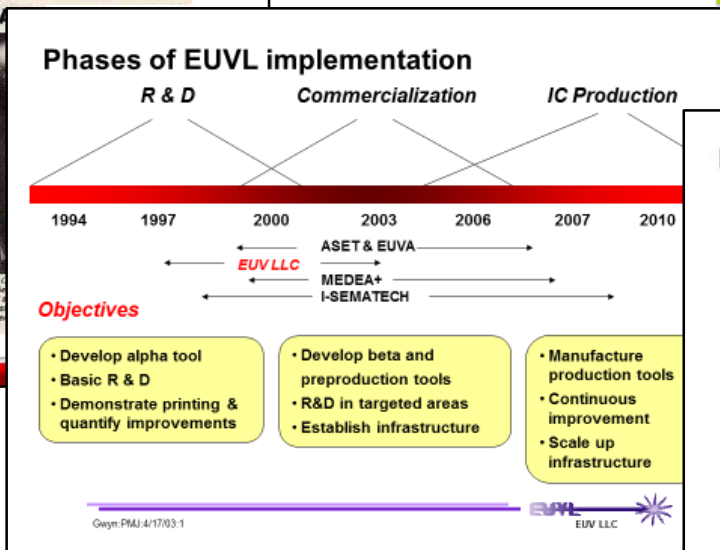 Phases of EUVL implementation
R & D Commercialization IC Production
1994 1997 2000 2003 2006 2007 2010
ASET & EUVA
EUV LLC
MEDEA+
I-SEMATECH
Objectives
• Develop alpha tool
• Basic R & D
• Demonstrate printing &
quantify improvements
• Develop beta and
preproduction tools
• R&D in targeted areas
• Establish infrastructure
• Manufacture
production tools
• Continuous
improvement
• Scale up
infrastructure
Gwyn:PMJ:4/17/03:1
EUVL
EUV LLC